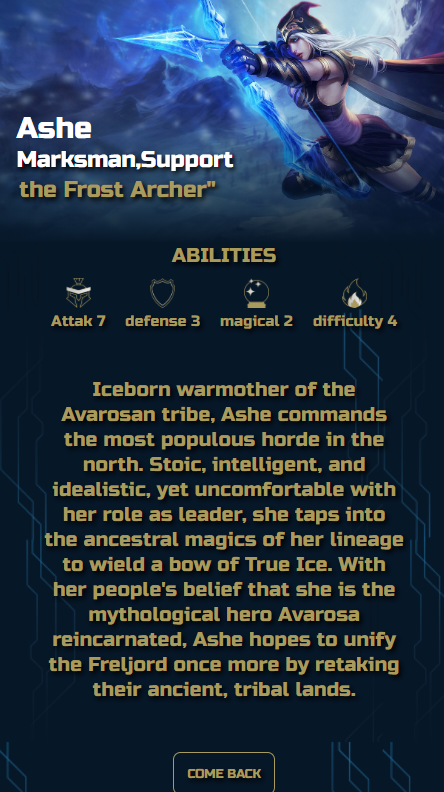 Ashe
Marksman,Support
the Frost Archer"
ABILITIES
Attak 7 defense 3 magical 2 difficulty 4
Iceborn warmother of the
Avarosan tribe, Ashe commands
the most populous horde in the
north. Stoic, intelligent, and
idealistic, yet uncomfortable with
her role as leader, she taps into
the ancestral magics of her lineage
to wield a bow of True Ice. With
her people's belief that she is the
mythological hero Avarosa
reincarnated, Ashe hopes to unify
the Freljord once more by retaking
their ancient, tribal lands.
COME BACK